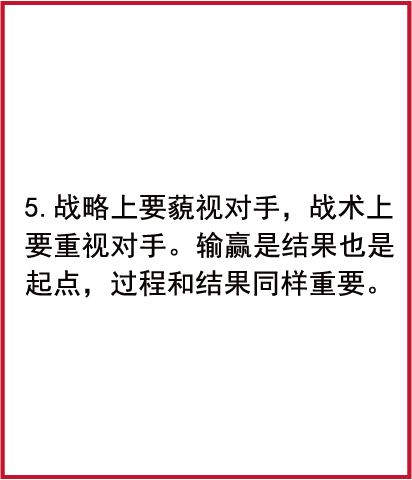 5.战略上要藐视对手，战术上
要重视对手。输赢是结果也是
起点，过程和结果同样重要。